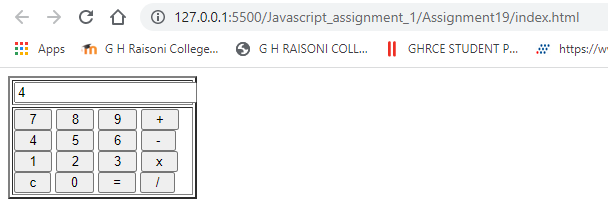 127.0.0.1:5500/Javascript_assignment_1/Assignment19/index.html
Apps G H Raisoni College... G H RAISONI COLL... GHRCE STUDENT P... https://w
4
7 8 9 +
4 5 6 -
1 2 3 x
c 0 = /